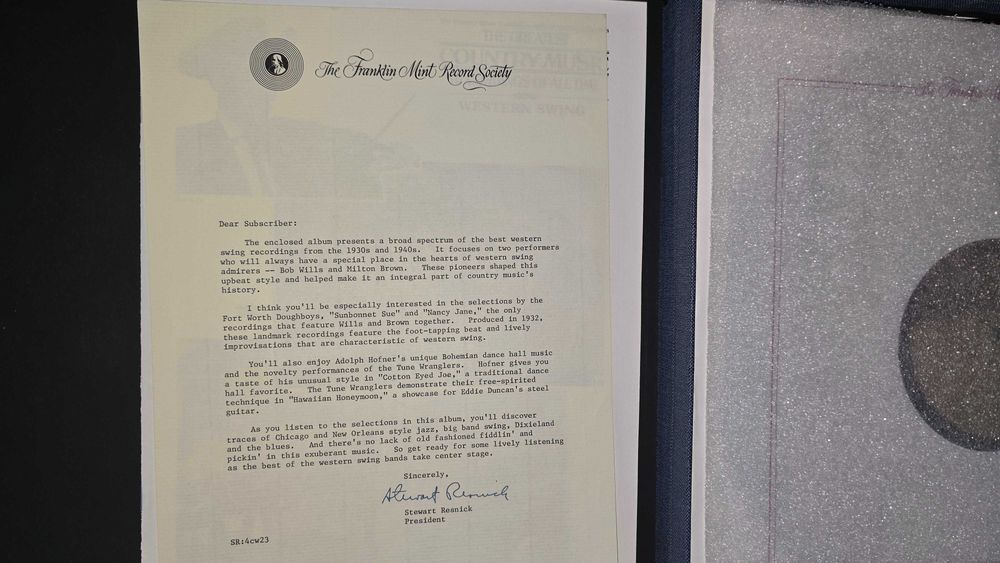 The Franklin Mint Record Society
THE GREATEST
COUNTRY MUSIC
OF ALL TIME
WESTERN SWING
Dear Subscriber:
The enclosed album presents a broad spectrum of the best western
swing recordings from the 1930s and 1940s. It focuses on two performers
who will always have a special place in the hearts of western swing
admirers -- Bob Wills and Milton Brown. These pioneers shaped this
upbeat style and helped make it an integral part of country music's
history.
I think you'll be especially interested in the selections by the
Fort Worth Doughboys, "Sunbonnet Sue" and "Nancy Jane," the only
recordings that feature Wills and Brown together. Produced in 1932,
these landmark recordings feature the foot-tapping beat and lively
improvisations that are characteristic of western swing.
You'll also enjoy Adolph Hofner's unique Bohemian dance hall music
and the novelty performances of the Tune Wranglers. Hofner gives you
a taste of his unusual style in "Cotton Eyed Joe," a traditional dance
hall favorite. The Tune Wranglers demonstrate their free-spirited
technique in "Hawaiian Honeymoon," a showcase for Eddie Duncan's steel
guitar.
As you listen to the selections in this album, you'll discover
traces of Chicago and New Orleans style jazz, big band swing, Dixieland
and the blues. And there's no lack of old fashioned fiddlin' and
pickin' in this exuberant music. So get ready for some lively listening
as the best of the western swing bands take center stage.
Sincerely,
Stewart Resnick
Stewart Resnick
President
SR:4cw23